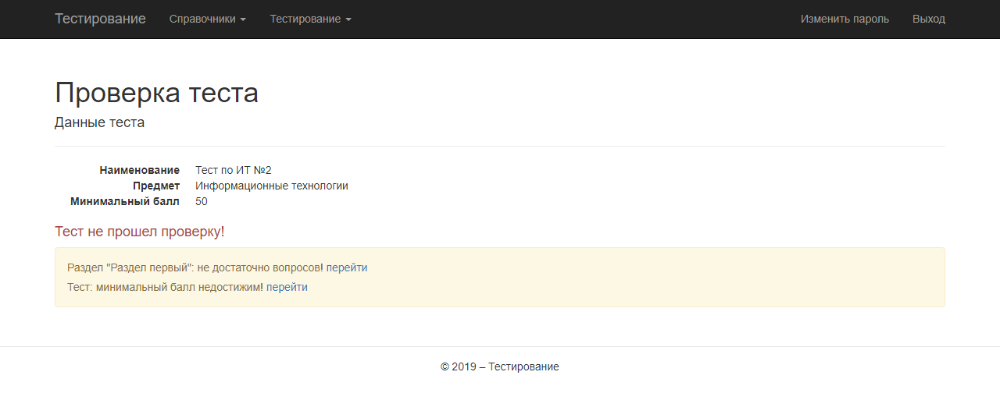 Тестирование Справочники Тестирование Изменить пароль Выход
Проверка теста
Данные теста
Наименование Тест по ИТ №2
Предмет Информационные технологии
Минимальный балл 50
Тест не прошел проверку!
Раздел "Раздел первый": не достаточно вопросов! перейти
Тест: минимальный балл недостижим! перейти
© 2019 – Тестирование